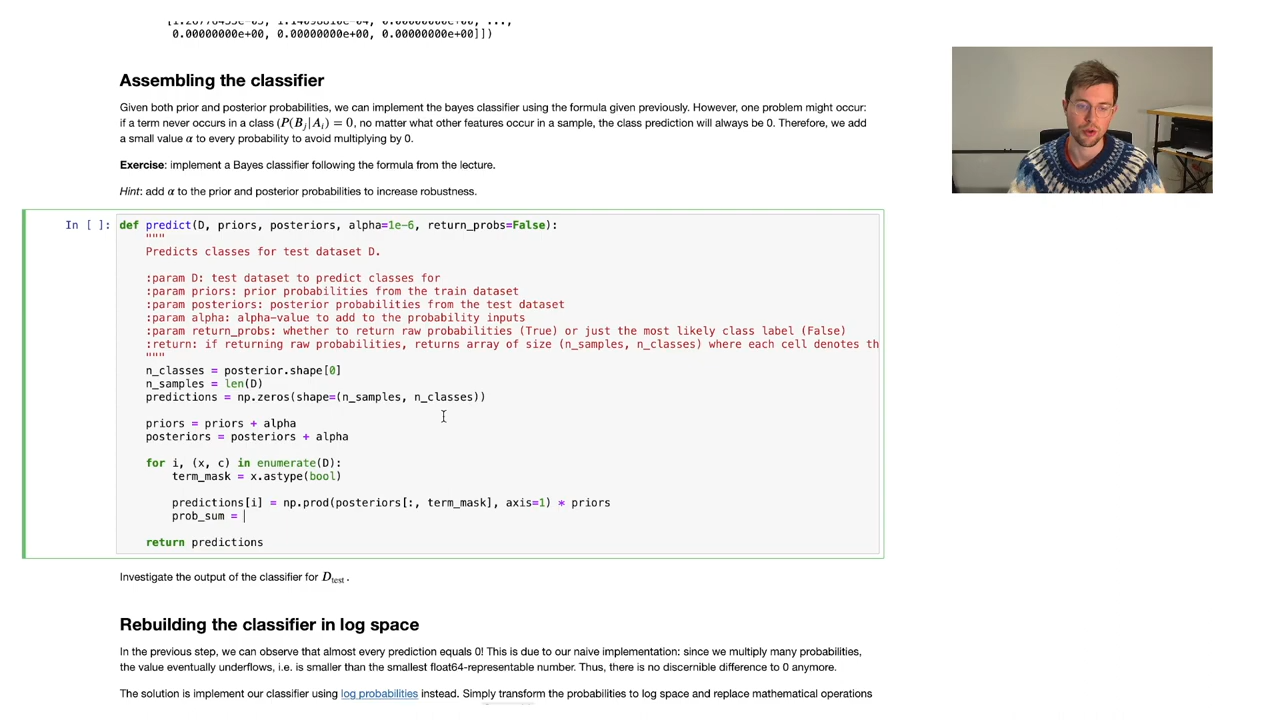 0.00000000e+00, 0.00000000e+00, 0.00000000e+00]])
Assembling the classifier
Given both prior and posterior probabilities, we can implement the bayes classifier using the formula given previously. However, one problem might occur:
if a term never occurs in a class (P(B_j|A_i) = 0, no matter what other features occur in a sample, the class prediction will always be 0. Therefore, we add
a small value α to every probability to avoid multiplying by 0.
Exercise: implement a Bayes classifier following the formula from the lecture.
Hint: add α to the prior and posterior probabilities to increase robustness.
In [ ]: def predict(D, priors, posteriors, alpha=1e-6, return_probs=False):
"""
Predicts classes for test dataset D.
:param D: test dataset to predict classes for
:param priors: prior probabilities from the train dataset
:param posteriors: posterior probabilities from the test dataset
:param alpha: alpha-value to add to the probability inputs
:param return_probs: whether to return raw probabilities (True) or just the most likely class label (False)
:return: if returning raw probabilities, returns array of size (n_samples, n_classes) where each cell denotes th
"""
n_classes = posterior.shape[0]
n_samples = len(D)
predictions = np.zeros(shape=(n_samples, n_classes))
priors = priors + alpha
posteriors = posteriors + alpha
for i, (x, c) in enumerate(D):
term_mask = x.astype(bool)
predictions[i] = np.prod(posteriors[:, term_mask], axis=1) * priors
prob_sum =
return predictions
Investigate the output of the classifier for D_test.
Rebuilding the classifier in log space
In the previous step, we can observe that almost every prediction equals 0! This is due to our naive implementation: since we multiply many probabilities,
the value eventually underflows, i.e. is smaller than the smallest float64-representable number. Thus, there is no discernible difference to 0 anymore.
The solution is implement our classifier using log probabilities instead. Simply transform the probabilities to log space and replace mathematical operations